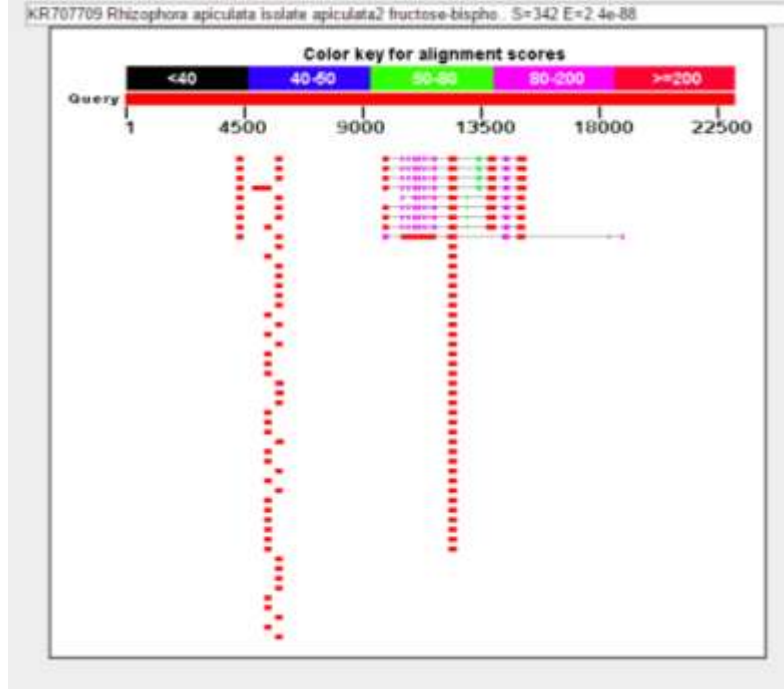 KR707709 Rhizophora apiculata isolate apiculata2 fructose-bispho.. S=342 E=2.4e-88
Color key for alignment scores
<40 40-50 50-80 80-200 >=200
Query
1 4500 9000 13500 18000 22500